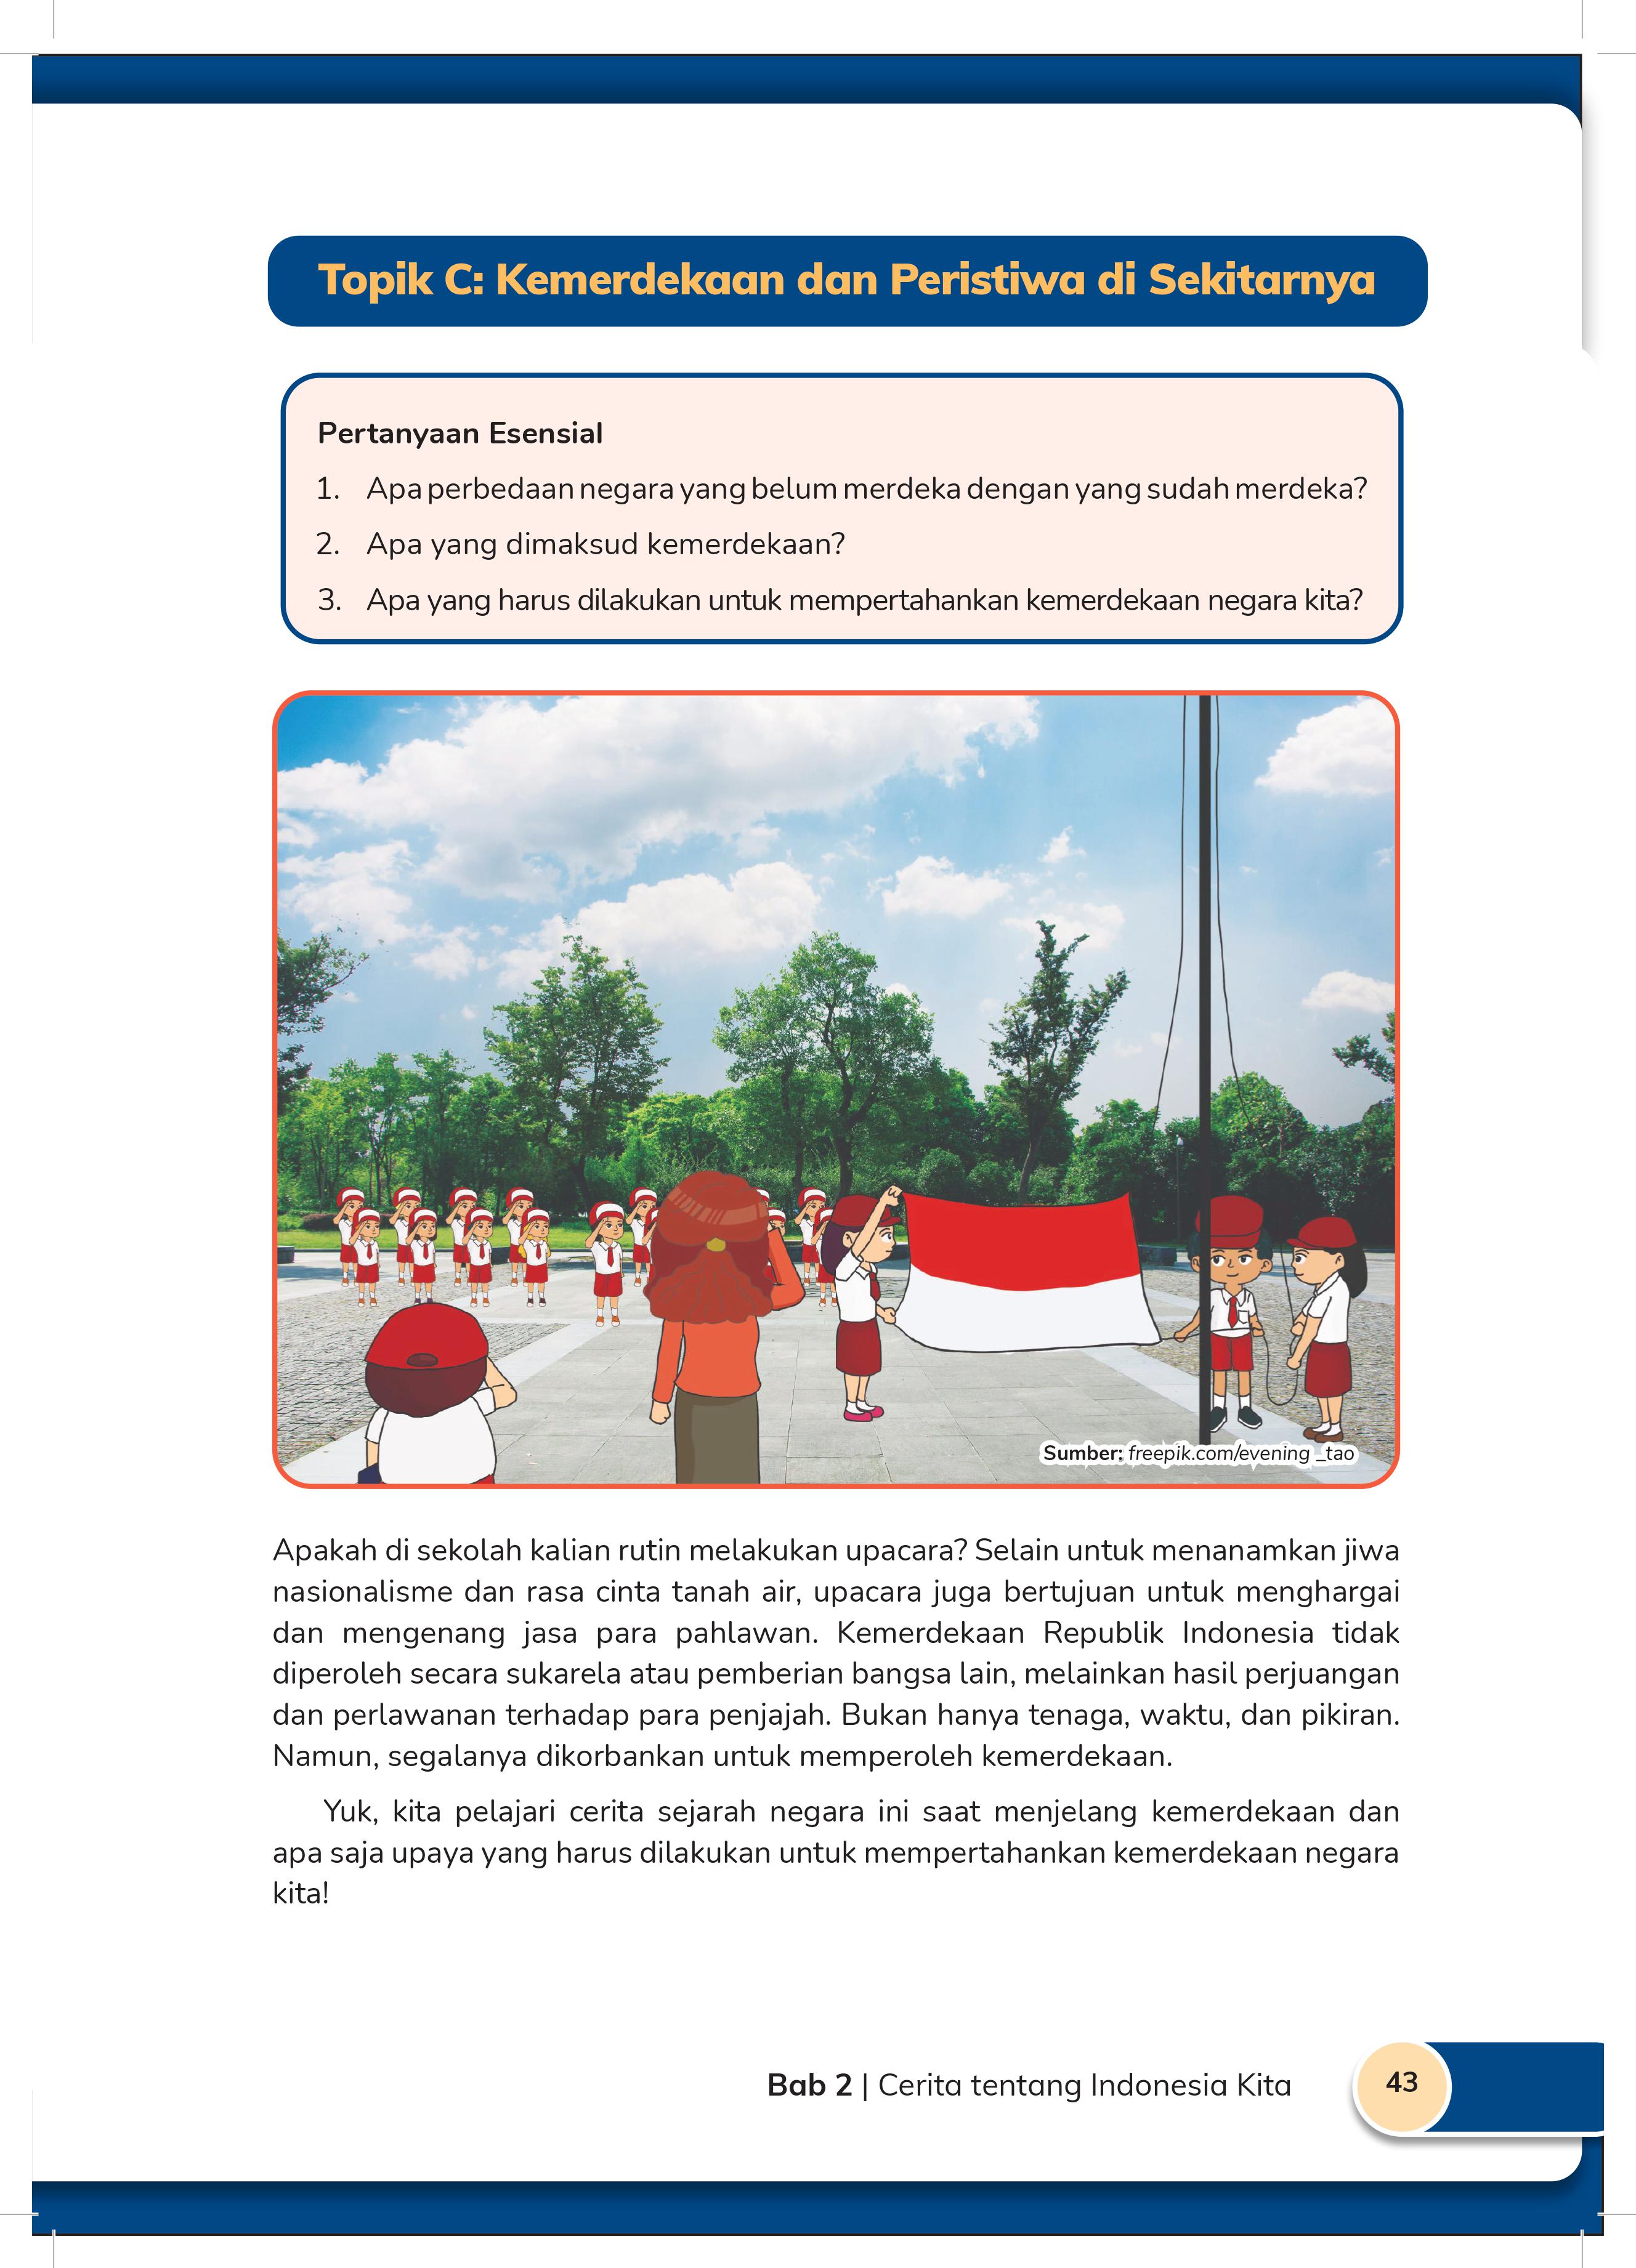 Topik C: Kemerdekaan dan Peristiwa di Sekitarnya
Pertanyaan Esensial
1. Apa perbedaan negara yang belum merdeka dengan yang sudah merdeka?
2. Apa yang dimaksud kemerdekaan?
3. Apa yang harus dilakukan untuk mempertahankan kemerdekaan negara kita?
Sumber: freepik.com/evening _tao
Apakah di sekolah kalian rutin melakukan upacara? Selain untuk menanamkan jiwa
nasionalisme dan rasa cinta tanah air, upacara juga bertujuan untuk menghargai
dan mengenang jasa para pahlawan. Kemerdekaan Republik Indonesia tidak
diperoleh secara sukarela atau pemberian bangsa lain, melainkan hasil perjuangan
dan perlawanan terhadap para penjajah. Bukan hanya tenaga, waktu, dan pikiran.
Namun, segalanya dikorbankan untuk memperoleh kemerdekaan.
Yuk, kita pelajari cerita sejarah negara ini saat menjelang kemerdekaan dan
apa saja upaya yang harus dilakukan untuk mempertahankan kemerdekaan negara
kita!
Bab 2 | Cerita tentang Indonesia Kita
43